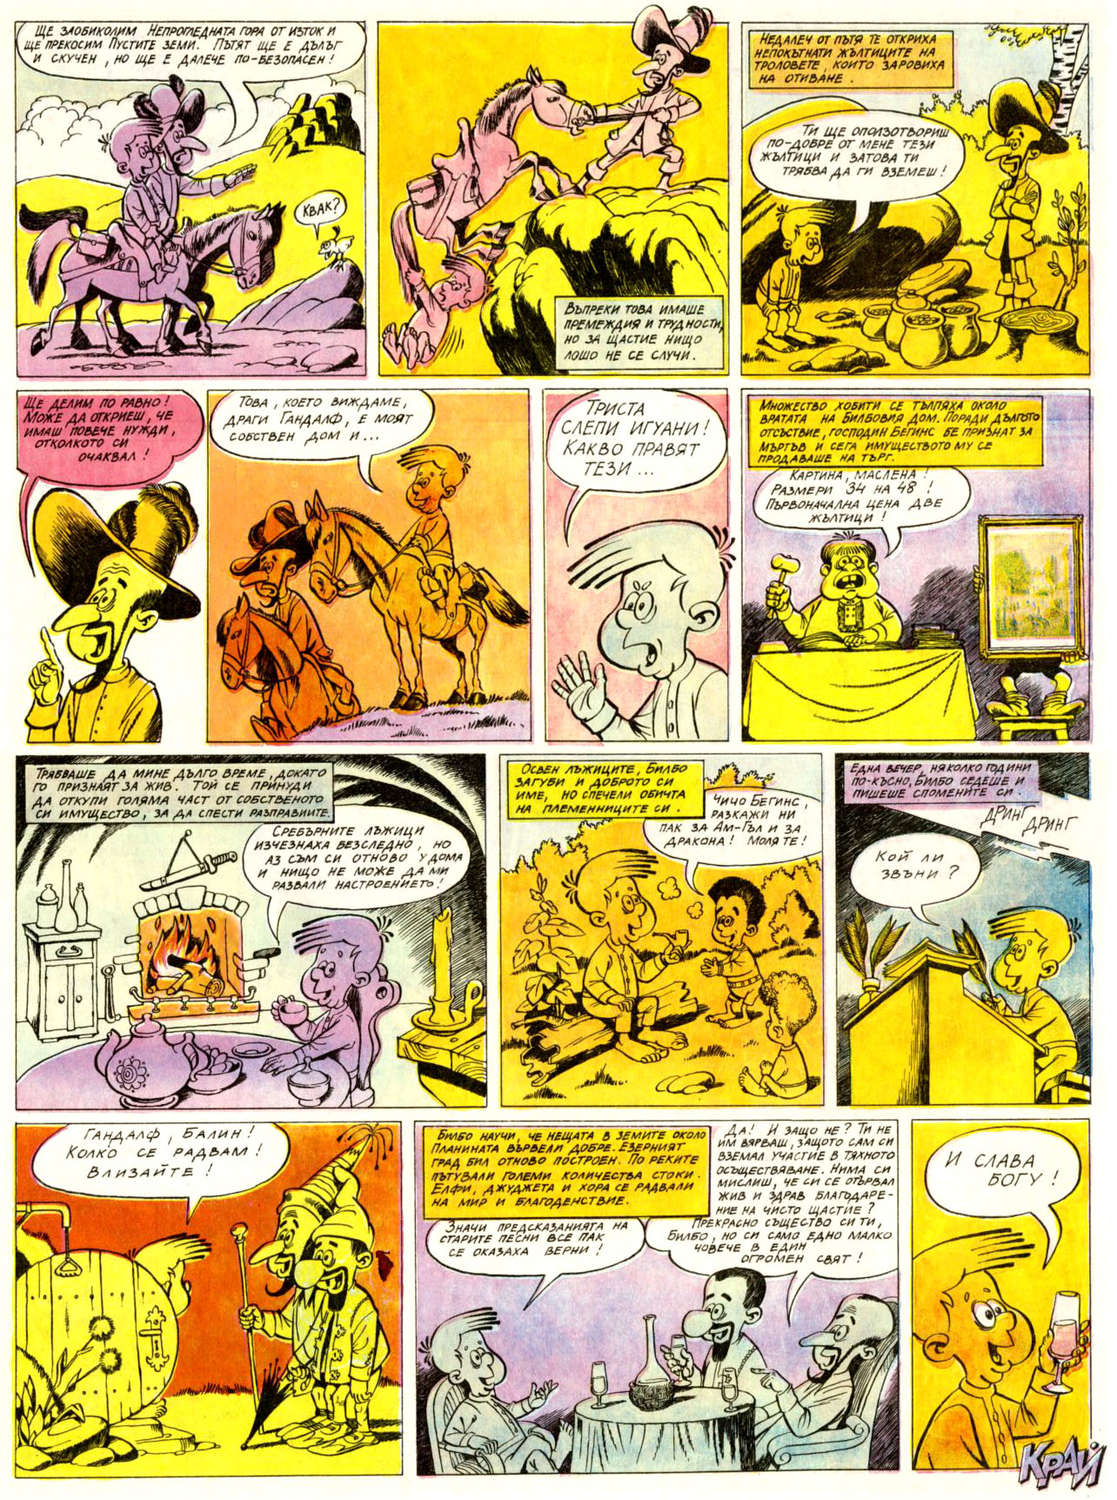 Ще заобиколим Непрогледната гора от изток и
ще прекосим Пустите земи. Пътят ще е дълъг
и скучен, но ще е далече по-безопасен!
Квак?
Въпреки това имаше
премеждия и трудности,
но за щастие нищо
лошо не се случи.
Недалеч от пътя те откриха
непокътнати жълтиците на
троловете, които заровиха
на отиване.
Ти ще оползотвориш
по-добре от мене тези
жълтици и затова ти
трябва да ги вземеш!
Ще делим по равно!
Може да откриеш, че
имаш повече нужди,
отколкото си
очаквал!
Това, което виждаме,
драги Гандалф, е моят
собствен дом и...
Триста
слепи игуани!
Какво правят
тези...
Множество хобити се тълпяха около
вратата на Билбовия дом. Поради дългото
отсъствие, господин Бегинс бе признат за
мъртъв и сега имуществото му се
продаваше на търг.
Картина, маслена!
Размери 34 на 48!
Първоначална цена две
жълтици!
Трябваше да мине дълго време, докато
го признаят за жив. Той се принуди
да откупи голяма част от собственото
си имущество, за да спести разправиите.
Сребърните лъжици
изчезнаха безследно, но
аз съм си отново у дома
и нищо не може да ми
развали настроението!
Освен лъжиците, Билбо
загуби и доброто си
име, но спечели обичта
на племенниците си.
Чичо Бегинс,
разкажи ни
пак за Ам-Гъл и за
дракона! Моля те!
Една вечер, няколко години
по-късно, Билбо седеше и
пишеше спомените си.
Дринг
Дринг
Кой ли
звъни?
Гандалф, Балин!
Колко се радвам!
Влизайте!
Билбо научи, че нещата в земите около
Планината вървели добре. Езерният
град бил отново построен. По реките
пътували големи количества стоки.
Елфи, джуджета и хора се радвали
на мир и благоденствие.
Значи предсказанията на
старите песни все пак
се оказаха верни!
Да! И защо не? Ти не
им вярваш, защото сам си
вземал участие в тяхното
осъществяване. Нима си
мислиш, че си се отървал
жив и здрав благодаре-
ние на чисто щастие?
Прекрасно същество си ти,
Билбо, но си само едно малко
човече в един
огромен свят!
И слава
богу!
Край